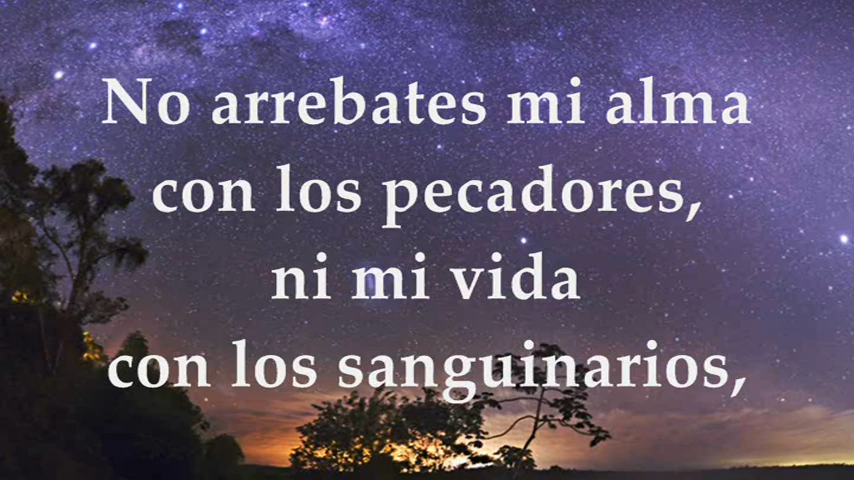 No arrebates mi alma
con los pecadores,
ni mi vida
con los sanguinarios,